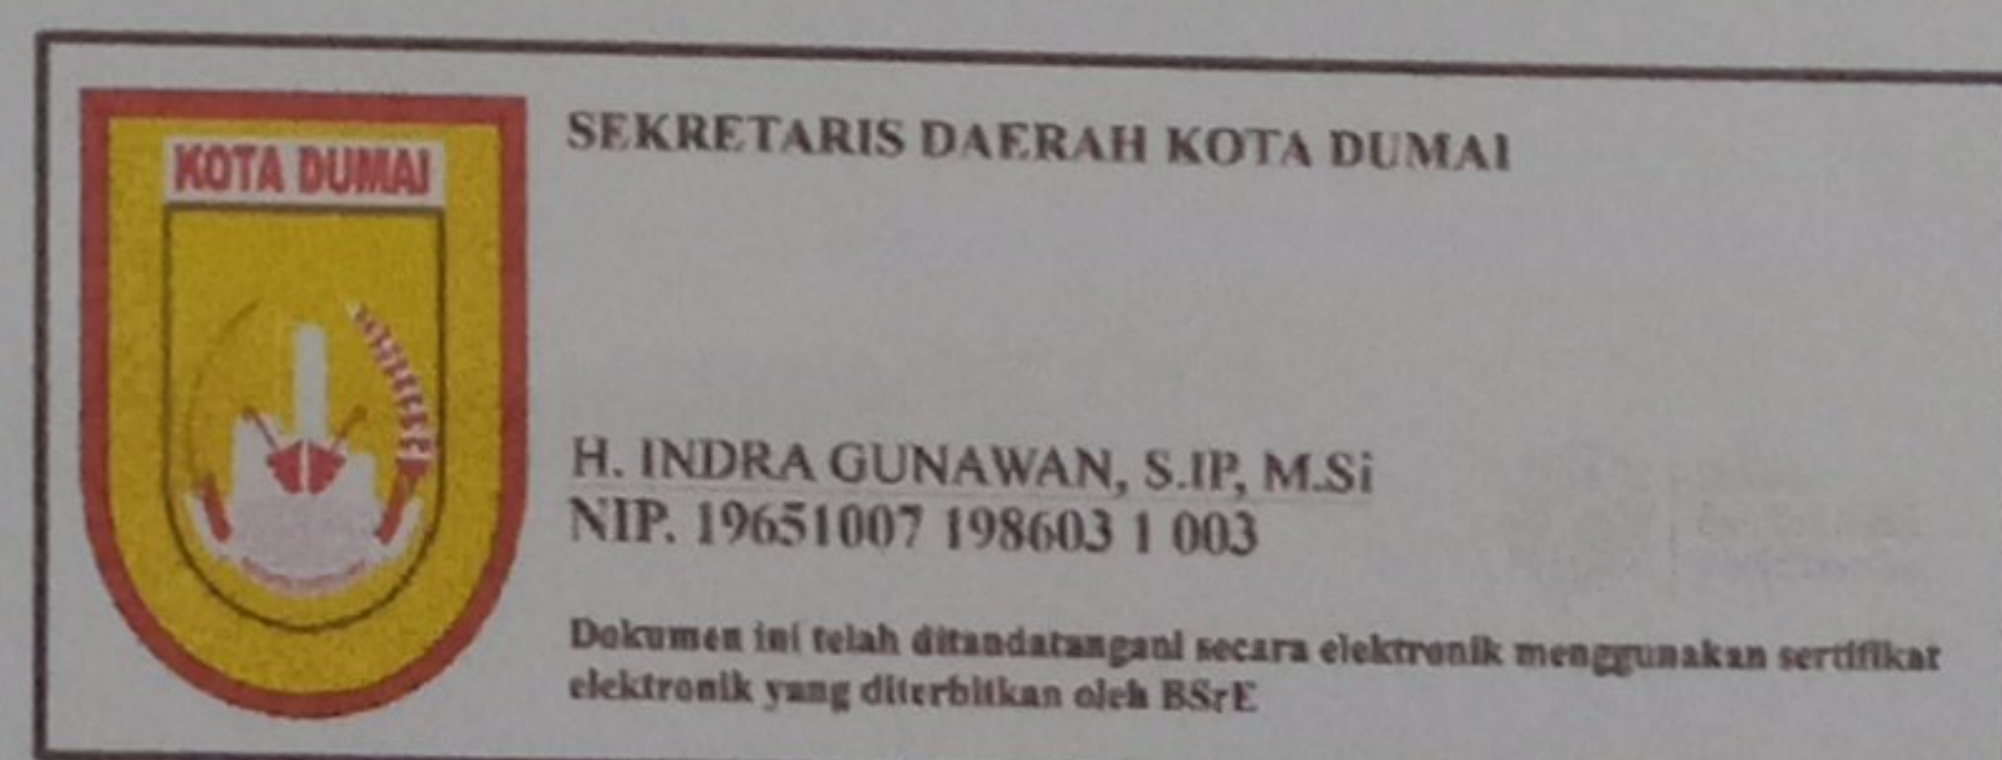 KOTA DUMAI
SEKRETARIS DAERAH KOTA DUMAI
H. INDRA GUNAWAN, S.IP, M.Si
NIP. 19651007 198603 1 003
Dokumen ini telah ditandatangani secara elektronik menggunakan sertifikat
elektronik yang diterbitkan oleh BSrE